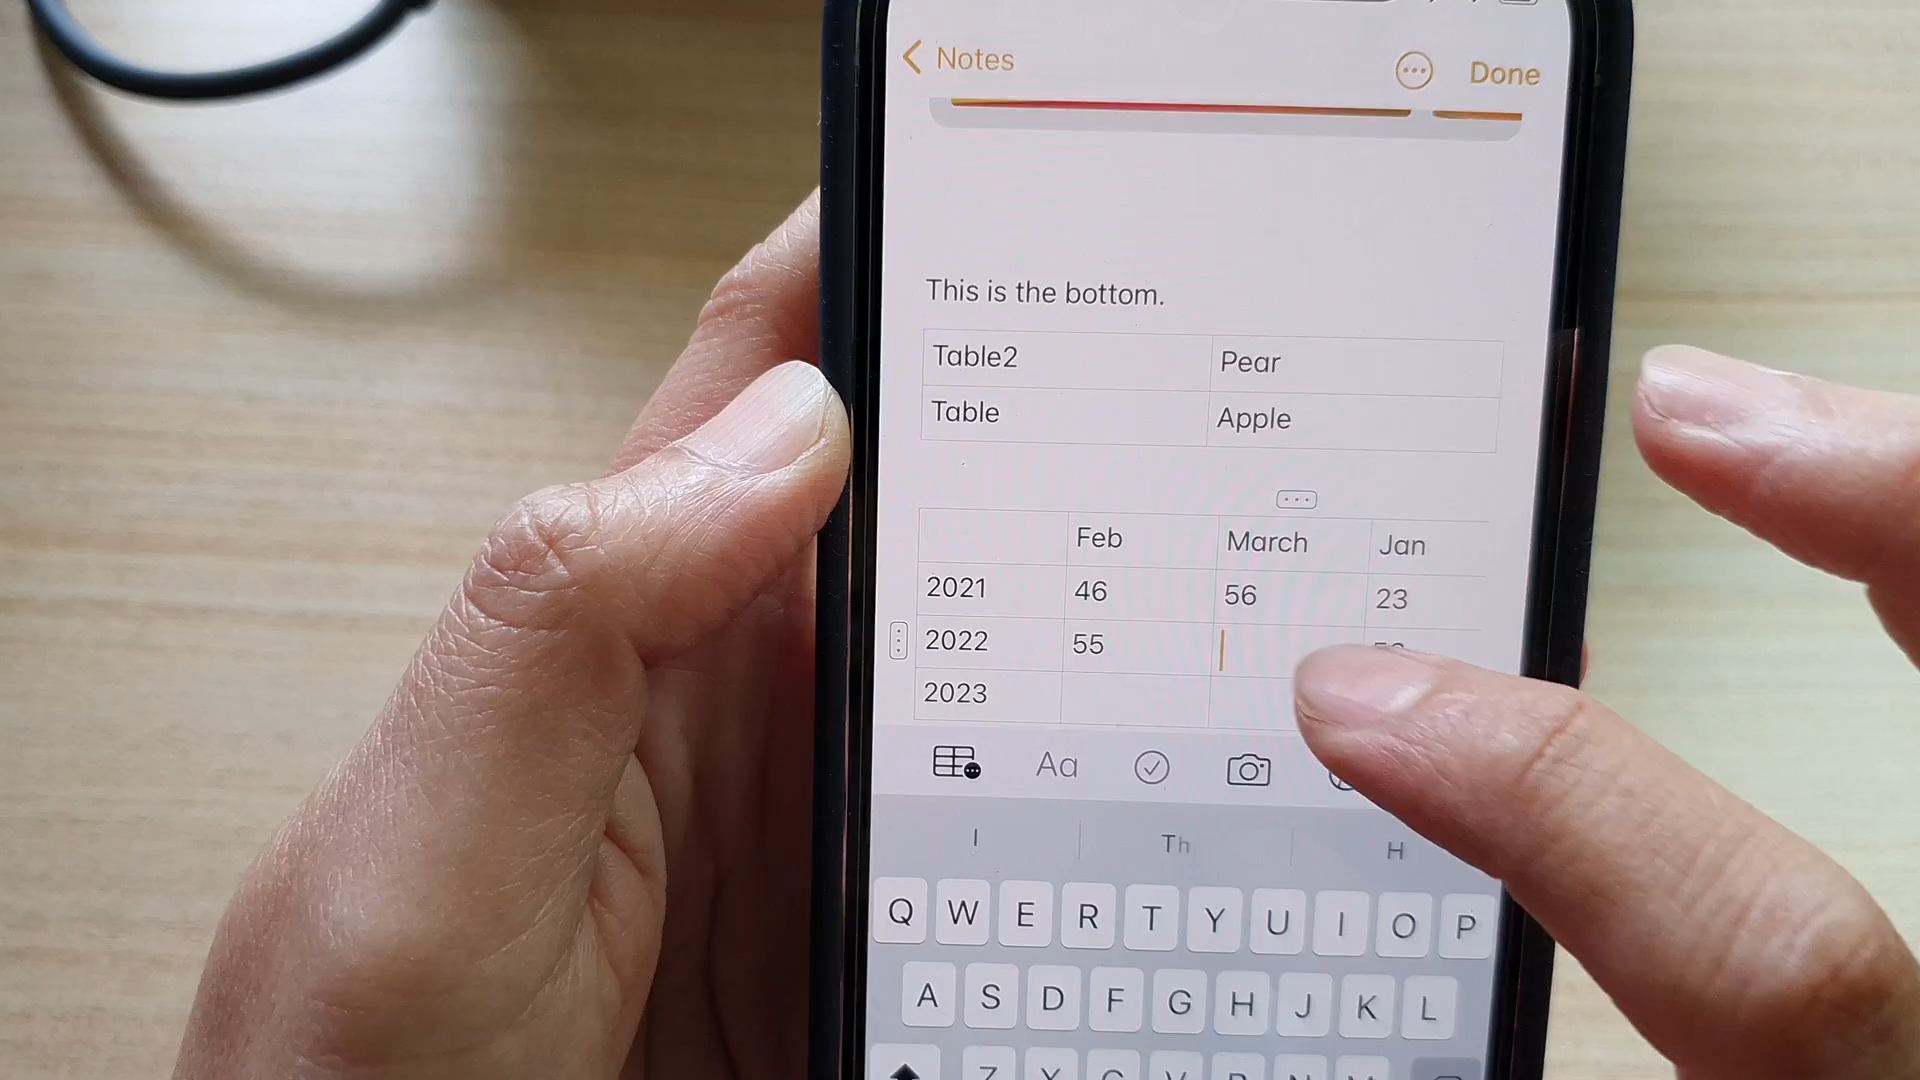 Notes
Done
This is the bottom.
Table2 Pear
Table Apple
Feb March Jan
2021 46 56 23
2022 55
2023
Aa
I Th H
Q W E R T Y U I O P
A S D F G H J K L